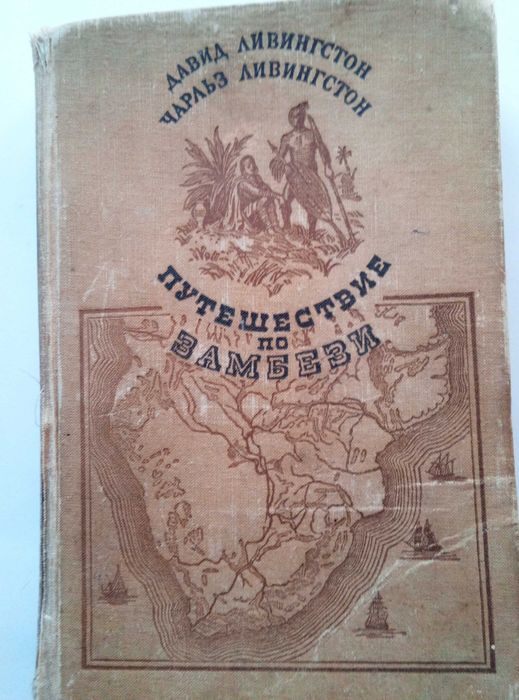 ДАВИД ЛИВИНГСТОН
ЧАРЛЬЗ ЛИВИНГСТОН
ПУТЕШЕСТВИЕ
ПО
ЗАМБЕЗИ